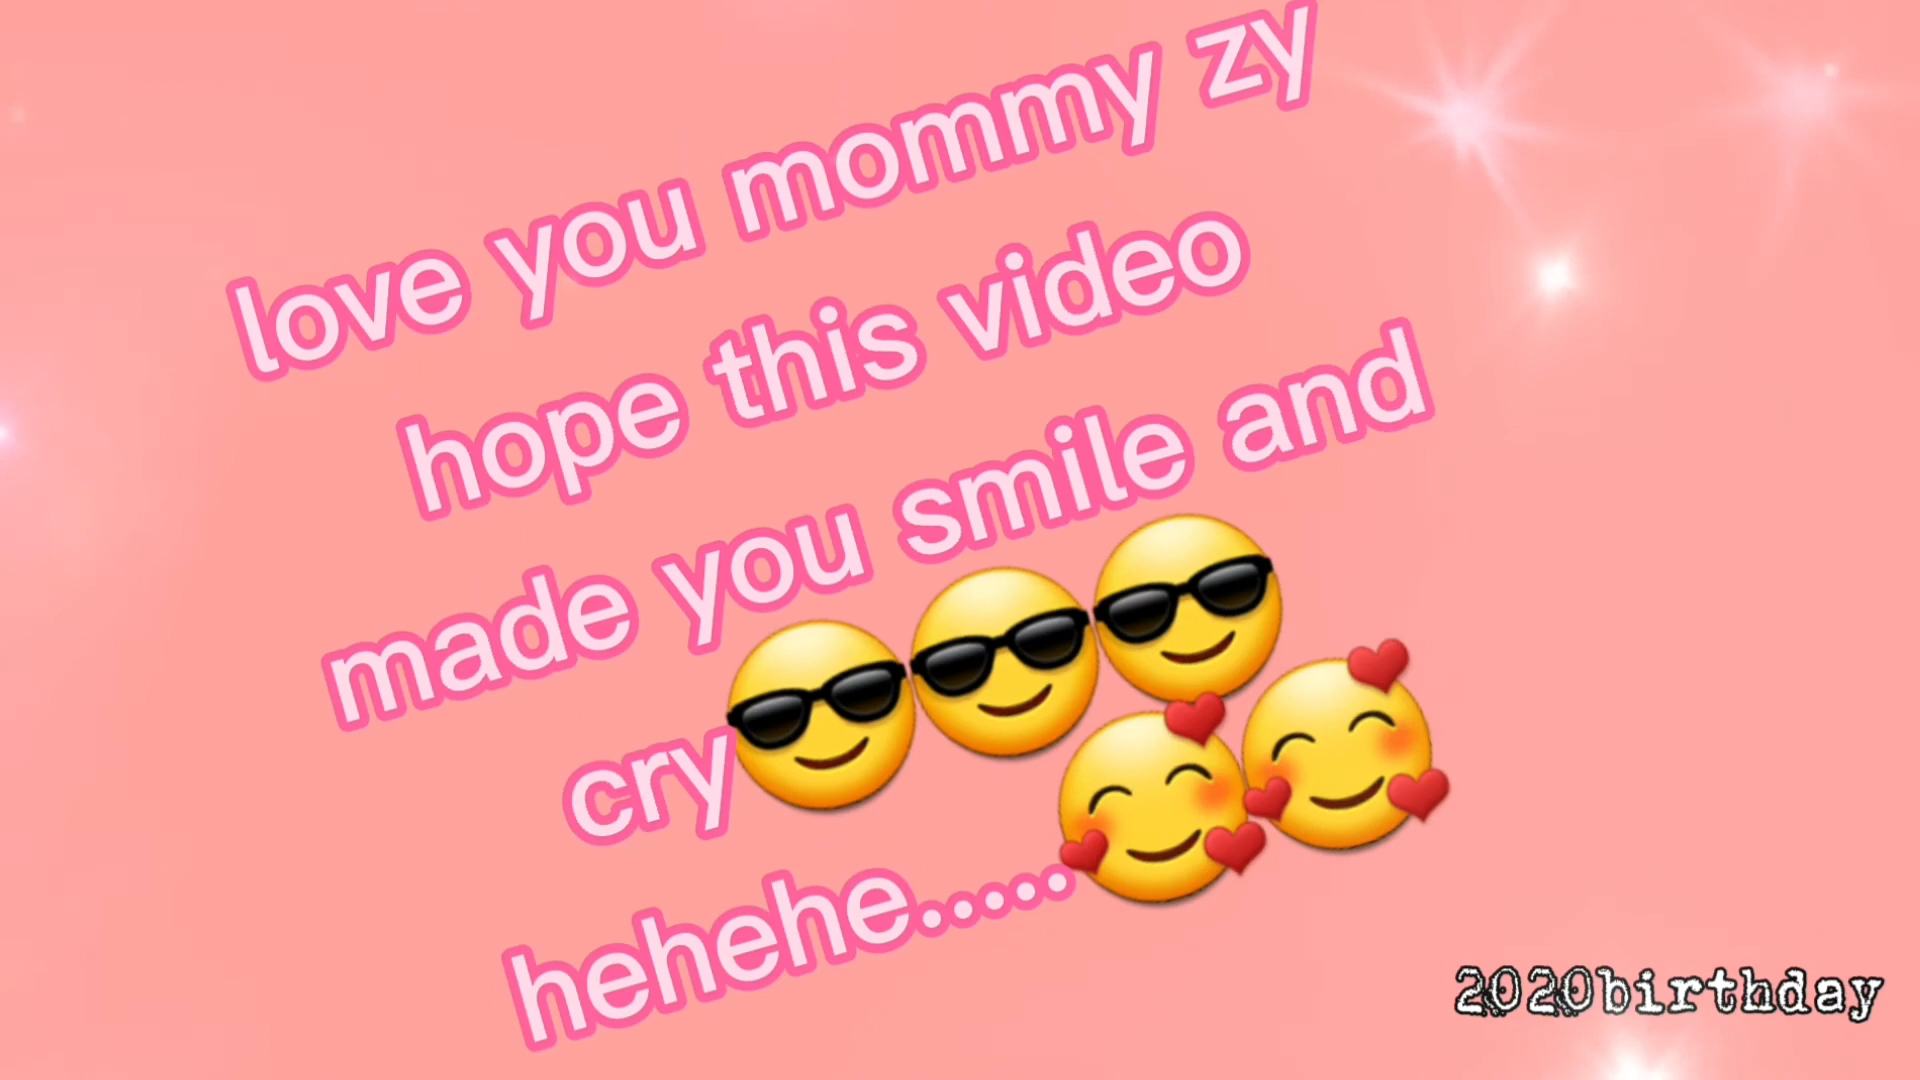 love you mommy zy
hope this video
made you smile and
cry😎😎😎
hehehe.....🥰🥰
2020birthday